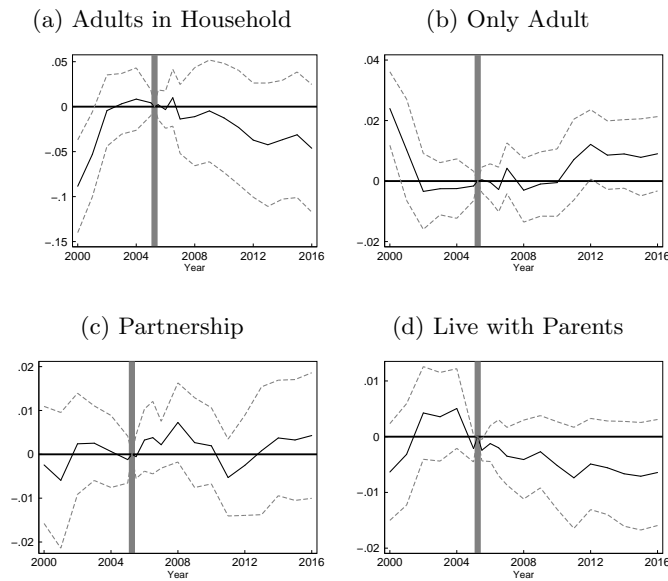 (a) Adults in Household
.05
0
−.05
−.1
−.15
2000 2004 2008 2012 2016
Year
(b) Only Adult
.04
.02
0
−.02
2000 2004 2008 2012 2016
Year
(c) Partnership
.02
.01
0
−.01
−.02
2000 2004 2008 2012 2016
Year
(d) Live with Parents
.01
0
−.01
−.02
2000 2004 2008 2012 2016
Year